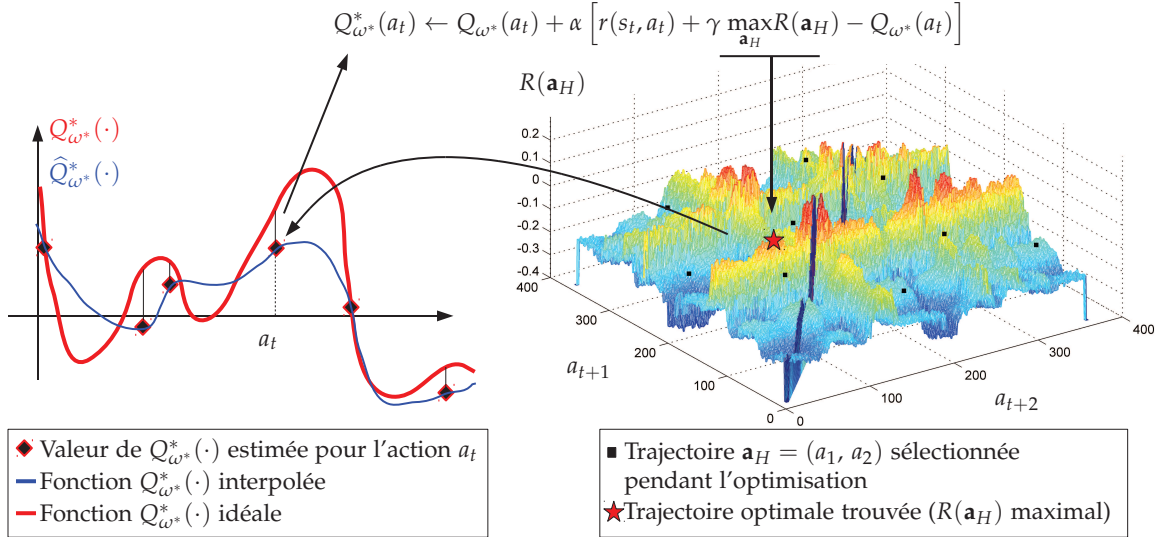 Q*_{ω*}(a_t) ← Q_{ω*}(a_t) + α [ r(s_t, a_t) + γ max_{𝐚_H} R(𝐚_H) − Q_{ω*}(a_t) ]
R(𝐚_H)
Q*_{ω*}(·)
Q̂*_{ω*}(·)
a_t
0.2
0.1
0
-0.1
-0.2
-0.3
-0.4
400
300
200
100
0
a_{t+1}
0
100
200
300
400
a_{t+2}
Valeur de Q*_{ω*}(·) estimée pour l'action a_t
Fonction Q*_{ω*}(·) interpolée
Fonction Q*_{ω*}(·) idéale
Trajectoire 𝐚_H = (a_1, a_2) sélectionnée
pendant l'optimisation
Trajectoire optimale trouvée (R(𝐚_H) maximal)